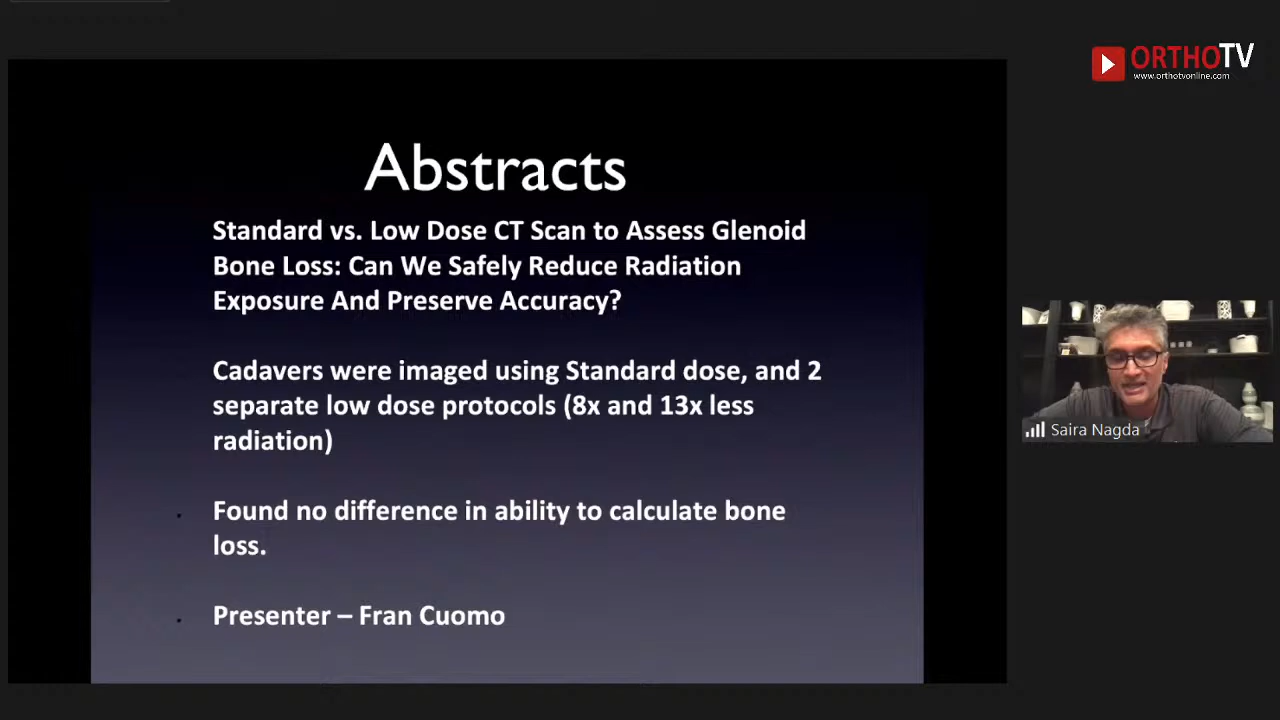 ORTHOTV
www.orthotvonline.com
Abstracts
Standard vs. Low Dose CT Scan to Assess Glenoid
Bone Loss: Can We Safely Reduce Radiation
Exposure And Preserve Accuracy?
Cadavers were imaged using Standard dose, and 2
separate low dose protocols (8x and 13x less
radiation)
Found no difference in ability to calculate bone
loss.
Presenter – Fran Cuomo
Saira Nagda